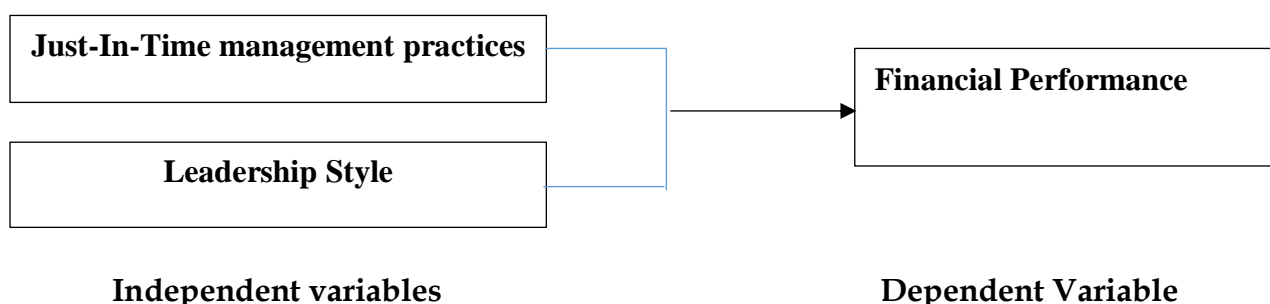 Just-In-Time management practices
Financial Performance
Leadership Style
Independent variables
Dependent Variable